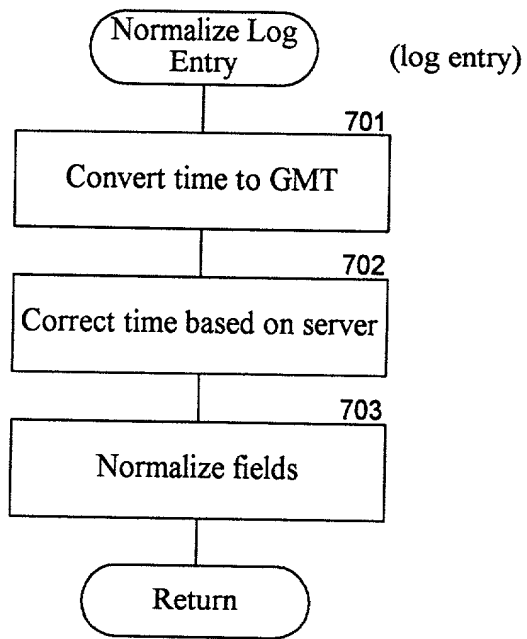 Normalize Log
Entry
(log entry)
701
Convert time to GMT
702
Correct time based on server
703
Normalize fields
Return